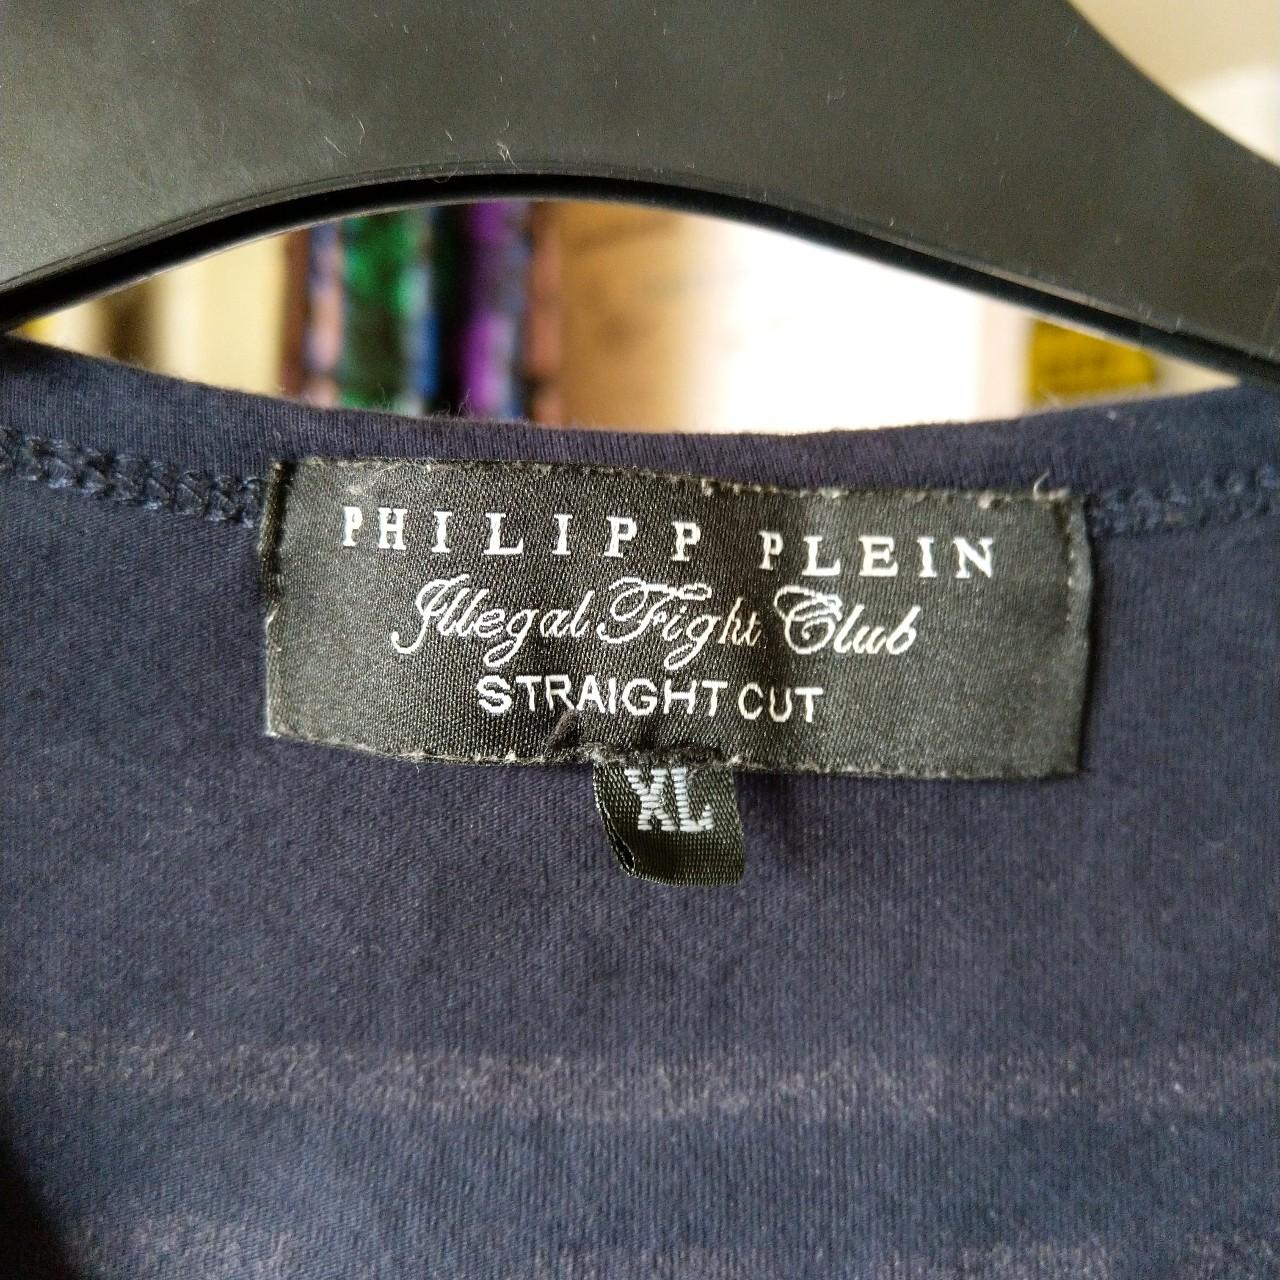 PHILIPP PLEIN
Illegal Fight Club
STRAIGHT CUT
XL